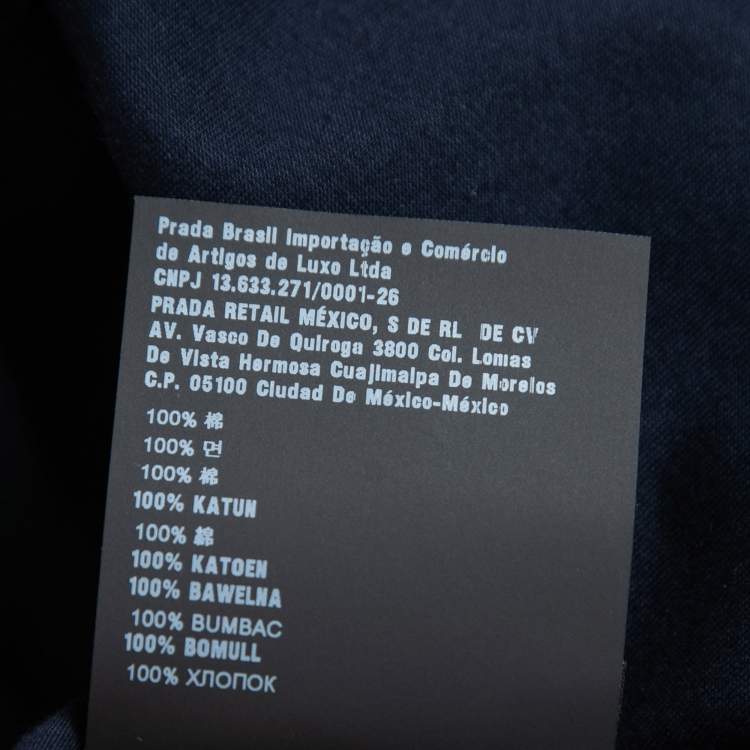 Prada Brasil Importação e Comércio
de Artigos de Luxo Ltda
CNPJ 13.633.271/0001-26
PRADA RETAIL MÉXICO, S DE RL DE CV
AV. Vasco De Quiroga 3800 Col. Lomas
De Vista Hermosa Cuajimalpa De Morelos
C.P. 05100 Ciudad De México-México
100% 棉
100% 면
100% 棉
100% KATUN
100% 綿
100% KATOEN
100% BAWELNA
100% BUMBAC
100% BOMULL
100% ХЛОПОК